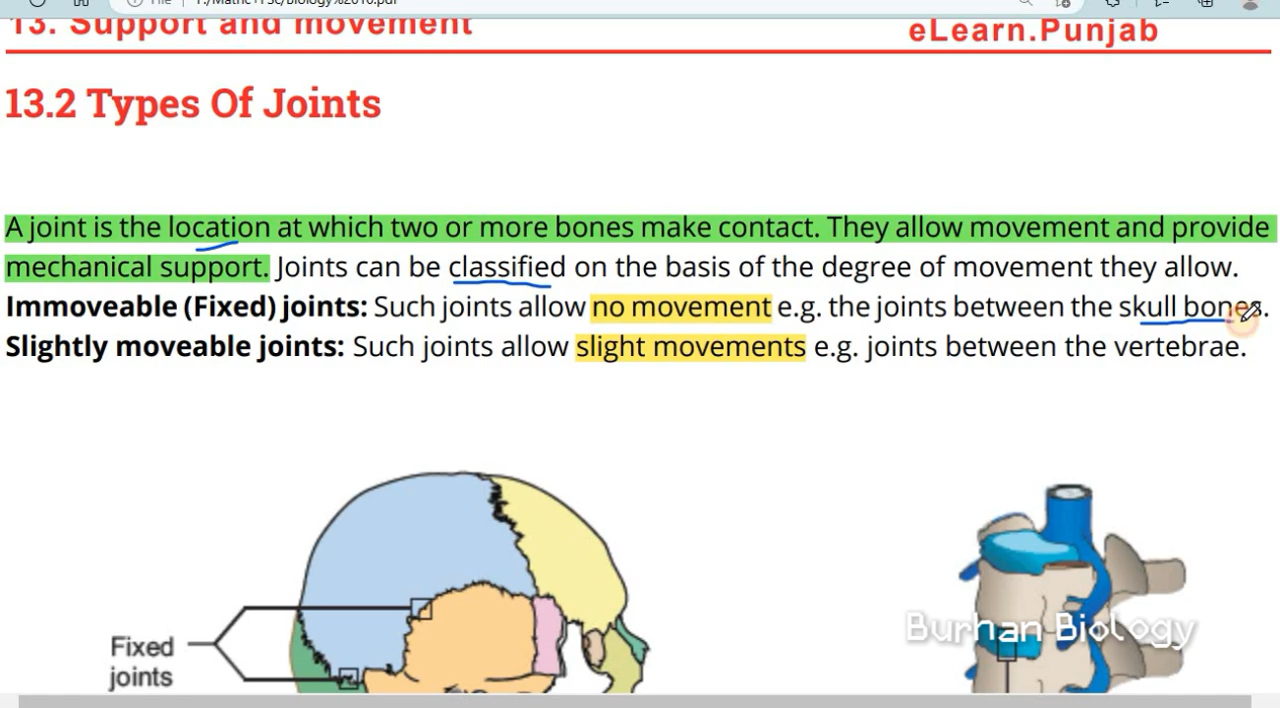 File
13. Support and movement
eLearn.Punjab
13.2 Types Of Joints
A joint is the location at which two or more bones make contact. They allow movement and provide
mechanical support. Joints can be classified on the basis of the degree of movement they allow.
Immoveable (Fixed) joints: Such joints allow no movement e.g. the joints between the skull bones.
Slightly moveable joints: Such joints allow slight movements e.g. joints between the vertebrae.
Fixed
joints
Burhan Biology